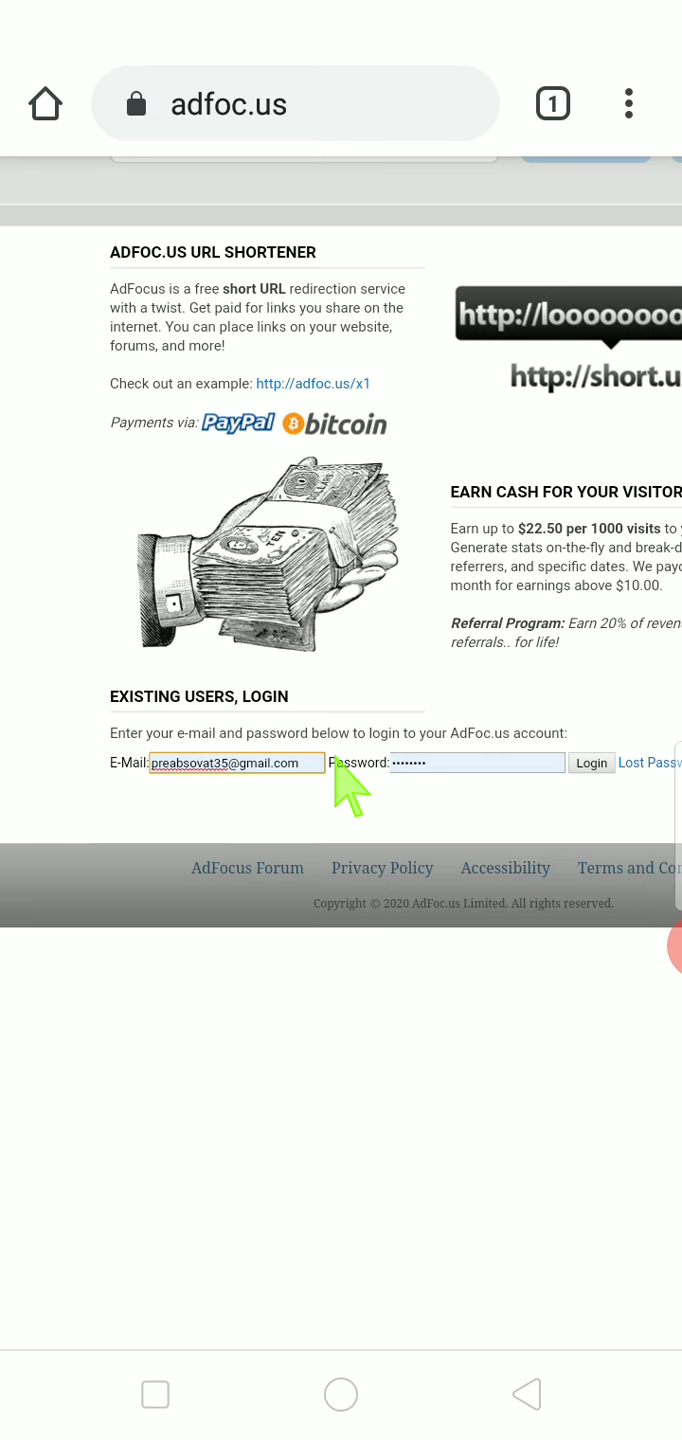 adfoc.us
1
ADFOC.US URL SHORTENER
AdFocus is a free short URL redirection service
with a twist. Get paid for links you share on the
internet. You can place links on your website,
forums, and more!
Check out an example: http://adfoc.us/x1
Payments via: PayPal bitcoin
TEN
http://loooooooo
http://short.u
EARN CASH FOR YOUR VISITOR
Earn up to $22.50 per 1000 visits to
Generate stats on-the-fly and break-d
referrers, and specific dates. We payo
month for earnings above $10.00.
Referral Program: Earn 20% of reven
referrals.. for life!
EXISTING USERS, LOGIN
Enter your e-mail and password below to login to your AdFoc.us account:
E-Mail: preabsovat35@gmail.com Password: •••••••• Login Lost Passw
AdFocus Forum Privacy Policy Accessibility Terms and Con
Copyright © 2020 AdFoc.us Limited. All rights reserved.